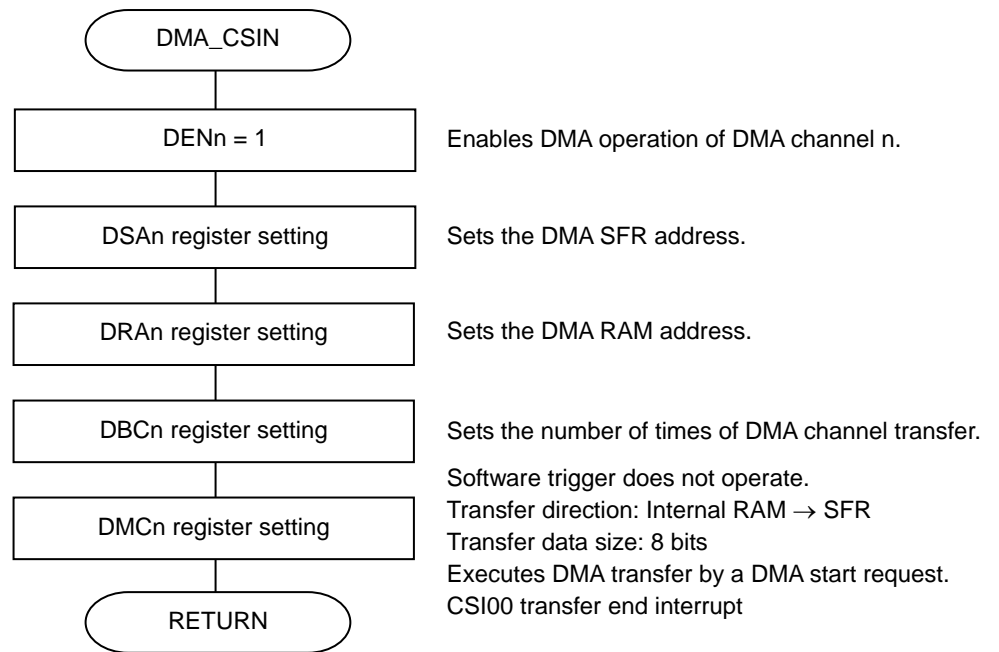 DMA_CSIN
DENn = 1
Enables DMA operation of DMA channel n.
DSAn register setting
Sets the DMA SFR address.
DRAn register setting
Sets the DMA RAM address.
DBCn register setting
Sets the number of times of DMA channel transfer.
DMCn register setting
Software trigger does not operate.
Transfer direction: Internal RAM → SFR
Transfer data size: 8 bits
Executes DMA transfer by a DMA start request.
CSI00 transfer end interrupt
RETURN